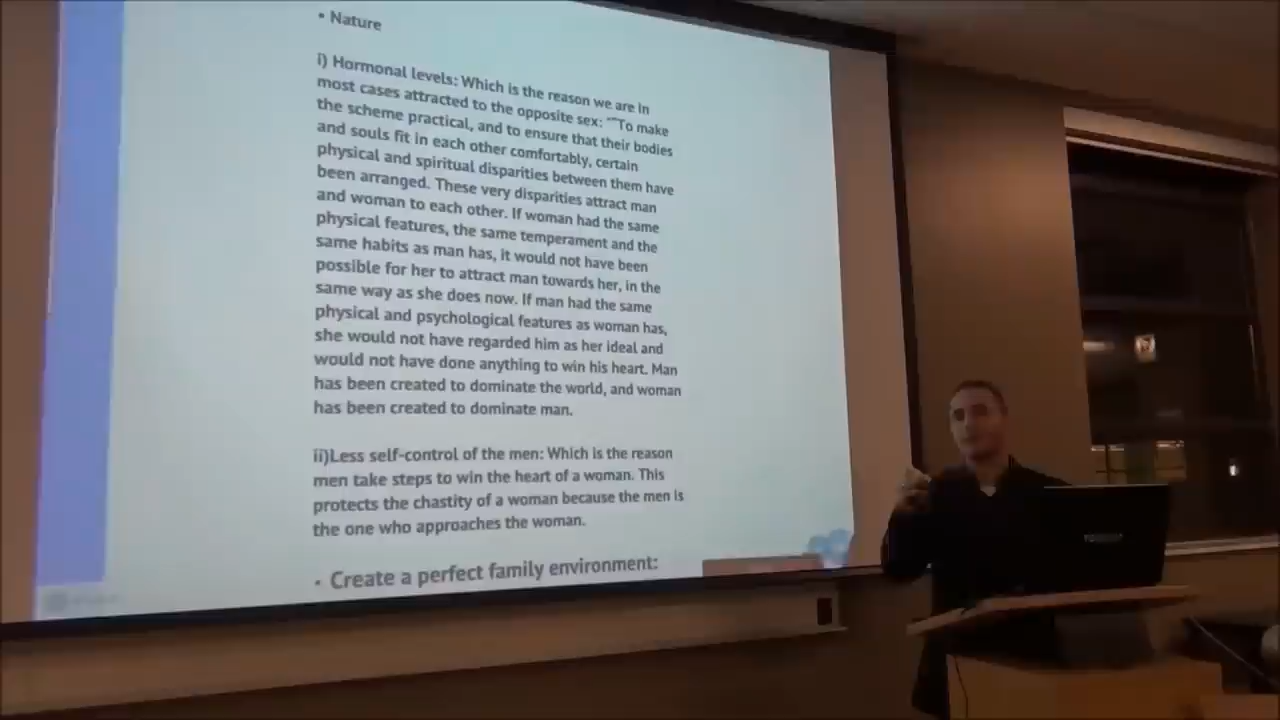 • Nature
i) Hormonal levels: Which is the reason we are in
most cases attracted to the opposite sex: ““To make
the scheme practical, and to ensure that their bodies
and souls fit in each other comfortably, certain
physical and spiritual disparities between them have
been arranged. These very disparities attract man
and woman to each other. If woman had the same
physical features, the same temperament and the
same habits as man has, it would not have been
possible for her to attract man towards her, in the
same way as she does now. If man had the same
physical and psychological features as woman has,
she would not have regarded him as her ideal and
would not have done anything to win his heart. Man
has been created to dominate the world, and woman
has been created to dominate man.
ii)Less self-control of the men: Which is the reason
men take steps to win the heart of a woman. This
protects the chastity of a woman because the men is
the one who approaches the woman.
• Create a perfect family environment: